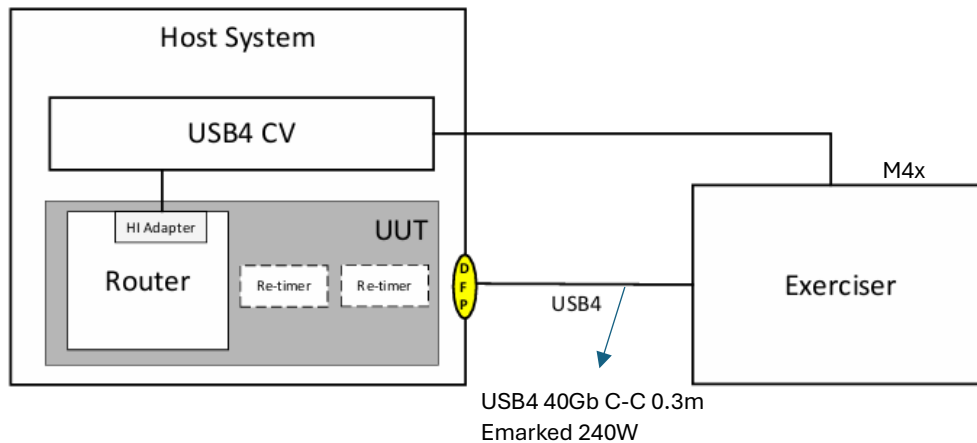 Host System
USB4 CV
M4x
HI Adapter
UUT
Router
Re-timer
Re-timer
DFP
USB4
Exerciser
USB4 40Gb C-C 0.3m
Emarked 240W